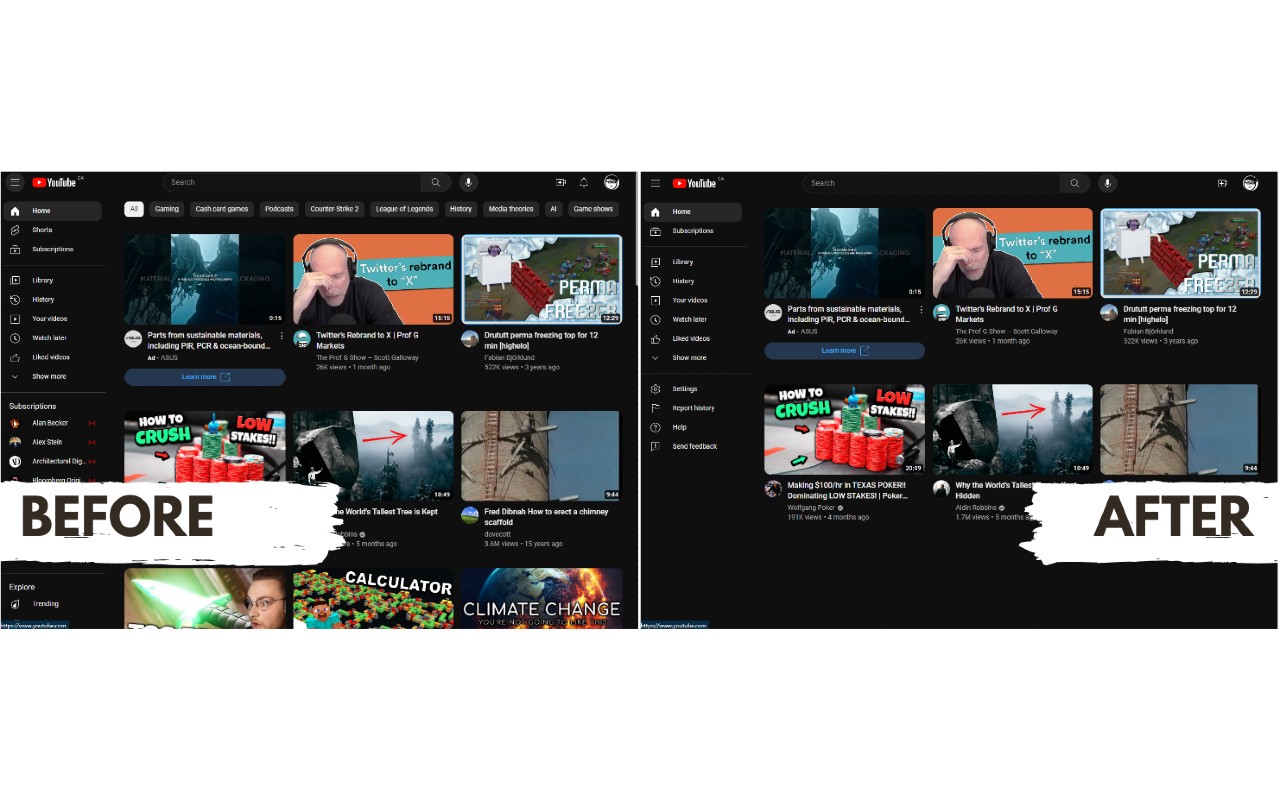 YouTube CA
Search
Home
Shorts
Subscriptions
Library
History
Your videos
Watch later
Liked videos
Show more
Subscriptions
Alan Becker
Alex Stein
Architectural Dig...
BEFORE
Explore
Trending
https://www.youtube.com
All
Gaming
Cash card games
Podcasts
Counter-Strike 2
League of Legends
History
Media theories
AI
Game shows
0:15
Parts from sustainable materials,
including PIR, PCR & ocean-bound...
Ad • ASUS
Learn more
Twitter's rebrand
to "X"
15:15
Twitter's Rebrand to X | Prof G
Markets
The Prof G Show – Scott Galloway
26K views • 1 month ago
PERMA
FREEZER
12:29
Drututt perma freezing top for 12
min [highelo]
Fabian Björklund
522K views • 3 years ago
HOW TO
CRUSH
LOW
STAKES!!
10:49
the World's Tallest Tree is Kept
5 months ago
9:44
Fred Dibnah How to erect a chimney
scaffold
dovecott
3.6M views • 15 years ago
CALCULATOR
CLIMATE CHANGE
YOU'RE NOT GOING TO LIKE THIS
YouTube CA
Search
Home
Subscriptions
Library
History
Your videos
Watch later
Liked videos
Show more
Settings
Report history
Help
Send feedback
https://www.youtube.com
0:15
Parts from sustainable materials,
including PIR, PCR & ocean-bound...
Ad • ASUS
Learn more
Twitter's rebrand
to "X"
15:15
Twitter's Rebrand to X | Prof G
Markets
The Prof G Show – Scott Galloway
26K views • 1 month ago
PERMA
FREEZER
12:29
Drututt perma freezing top for 12
min [highelo]
Fabian Björklund
522K views • 3 years ago
HOW TO
CRUSH
LOW
STAKES!!
20:19
Making $100/hr in TEXAS POKER!!
Dominating LOW STAKES! | Poker...
Wolfgang Poker
191K views • 4 months ago
10:49
Why the World's Tallest
Hidden
Aidin Robbins
1.7M views • 5 months
9:44
AFTER